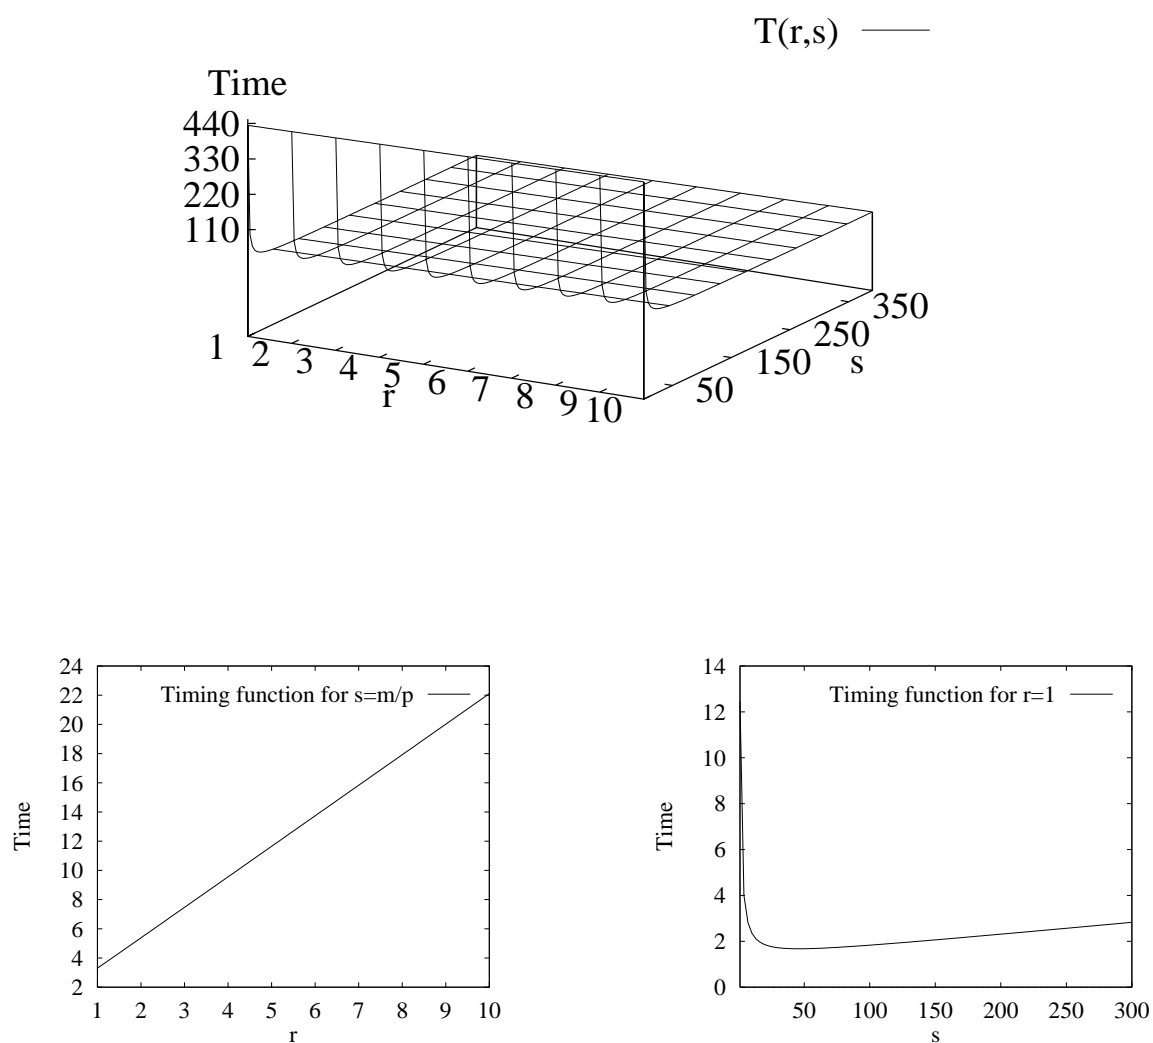 T(r,s)
Time
440
330
220
110
1 2 3 4 5 6 7 8 9 10
r
50 150 250 350
s
24
22
20
18
16
14
12
10
8
6
4
2
Timing function for s=m/p
Time
1 2 3 4 5 6 7 8 9 10
r
14
12
10
8
6
4
2
0
Timing function for r=1
Time
50 100 150 200 250 300
s